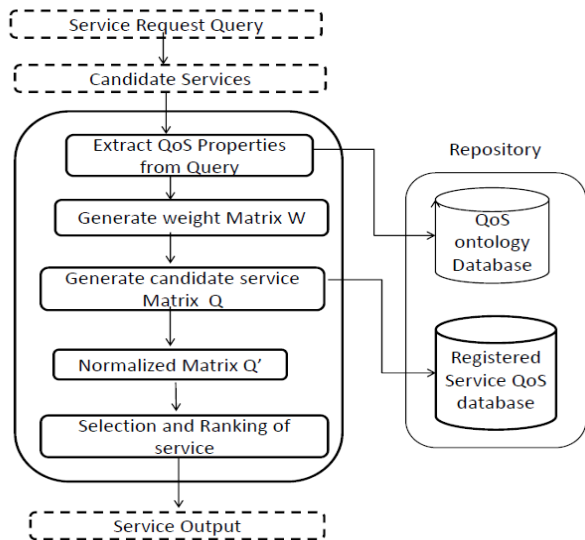 Service Request Query
Candidate Services
Extract QoS Properties
from Query
Generate weight Matrix W
Generate candidate service
Matrix Q
Normalized Matrix Q’
Selection and Ranking of
service
Service Output
Repository
QoS
ontology
Database
Registered
Service QoS
database